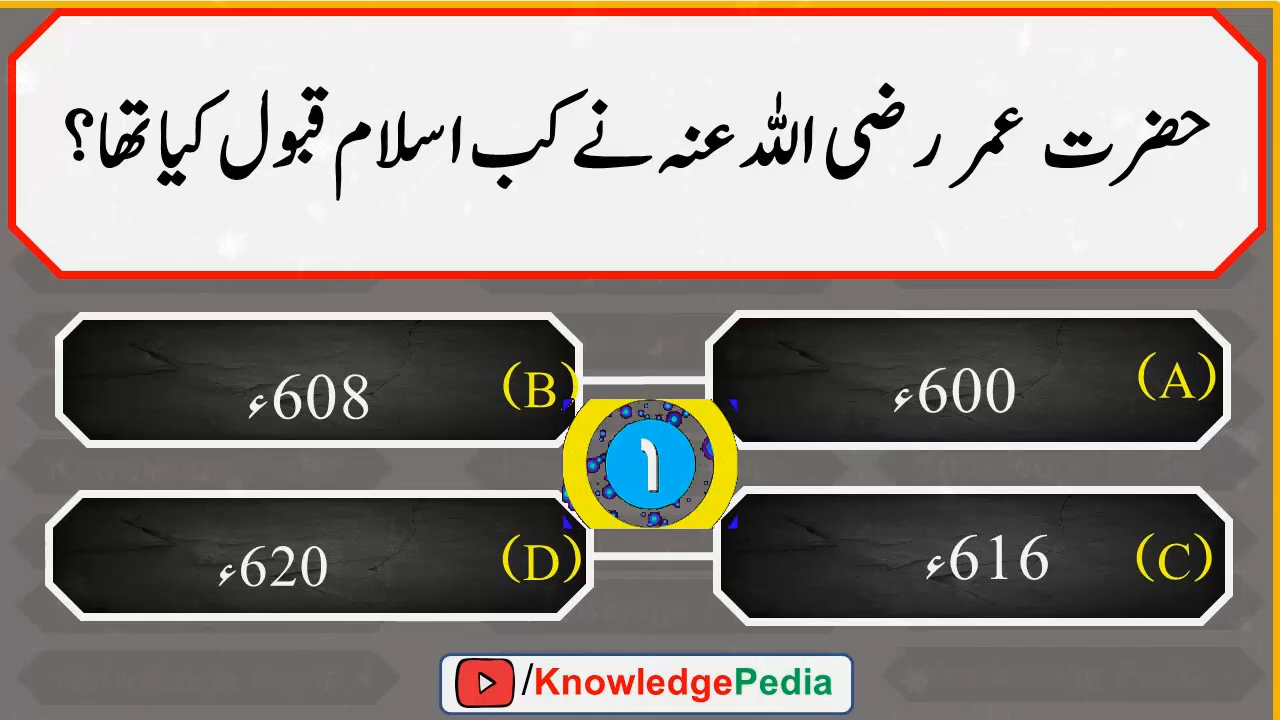 حضرت عمر رضی اللہ عنہ نے کب اسلام قبول کیا تھا؟
(A) 600ء
(B) 608ء
۱
(C) 616ء
(D) 620ء
/KnowledgePedia